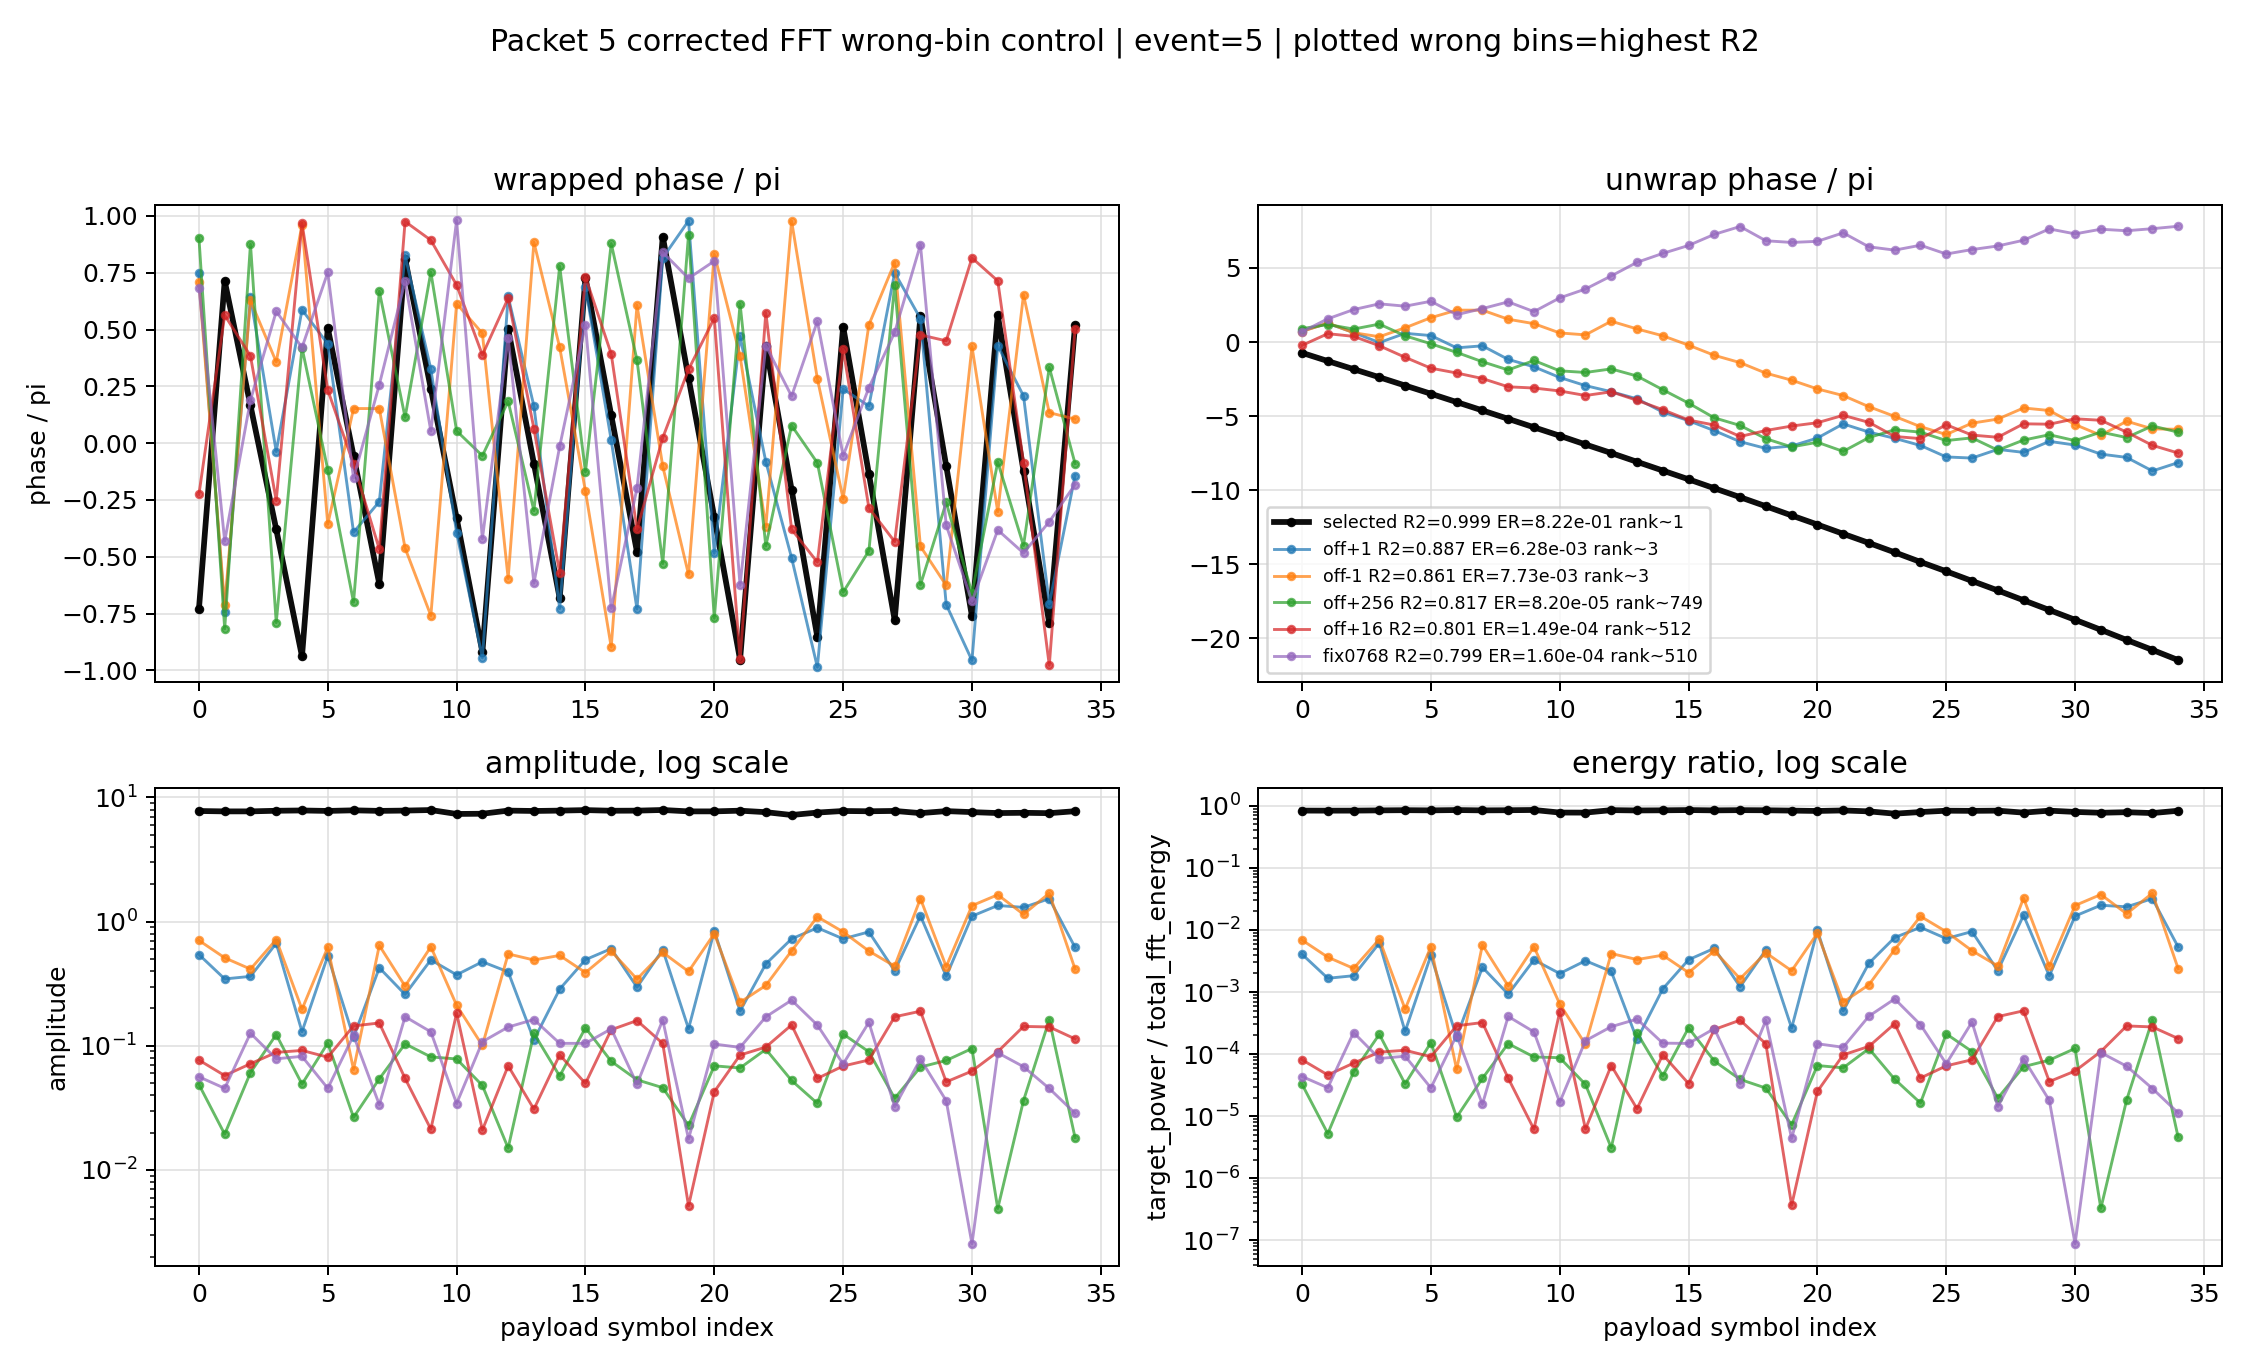 Packet 5 corrected FFT wrong-bin control | event=5 | plotted wrong bins=highest R2
wrapped phase / pi
phase / pi
1.00
0.75
0.50
0.25
0.00
−0.25
−0.50
−0.75
−1.00
0 5 10 15 20 25 30 35
unwrap phase / pi
5
0
−5
−10
−15
−20
selected R2=0.999 ER=8.22e-01 rank~1
off+1 R2=0.887 ER=6.28e-03 rank~3
off-1 R2=0.861 ER=7.73e-03 rank~3
off+256 R2=0.817 ER=8.20e-05 rank~749
off+16 R2=0.801 ER=1.49e-04 rank~512
fix0768 R2=0.799 ER=1.60e-04 rank~510
0 5 10 15 20 25 30 35
amplitude, log scale
amplitude
10¹
10⁰
10⁻¹
10⁻²
0 5 10 15 20 25 30 35
payload symbol index
energy ratio, log scale
target_power / total_fft_energy
10⁰
10⁻¹
10⁻²
10⁻³
10⁻⁴
10⁻⁵
10⁻⁶
10⁻⁷
0 5 10 15 20 25 30 35
payload symbol index